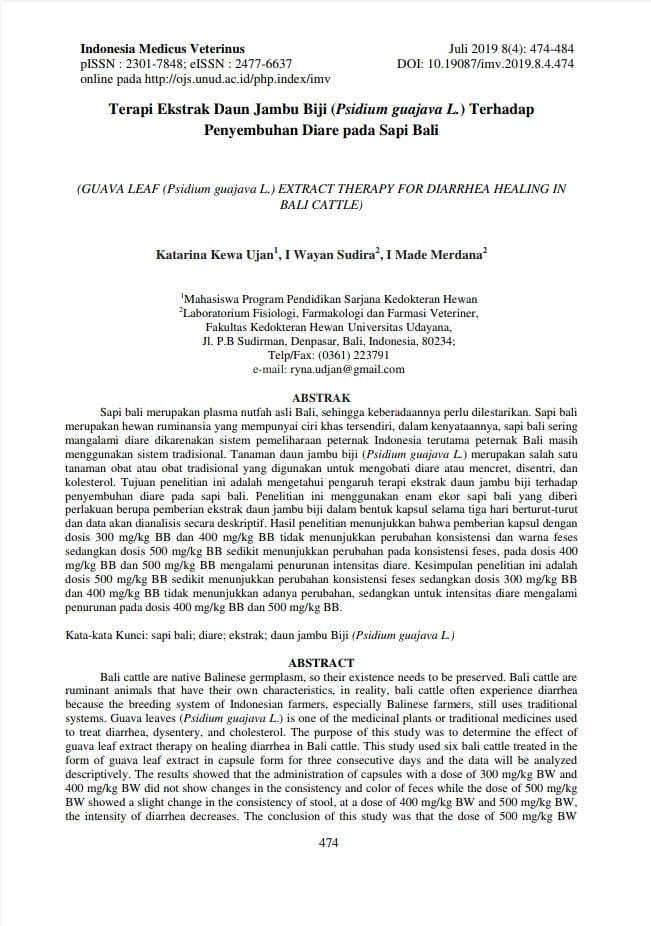 Indonesia Medicus Veterinus Juli 2019 8(4): 474-484
pISSN : 2301-7848; eISSN : 2477-6637 DOI: 10.19087/imv.2019.8.4.474
online pada http://ojs.unud.ac.id/php.index/imv
Terapi Ekstrak Daun Jambu Biji (Psidium guajava L.) Terhadap
Penyembuhan Diare pada Sapi Bali
(GUAVA LEAF (Psidium guajava L.) EXTRACT THERAPY FOR DIARRHEA HEALING IN
BALI CATTLE)
Katarina Kewa Ujan1, I Wayan Sudira2, I Made Merdana2
1Mahasiswa Program Pendidikan Sarjana Kedokteran Hewan
2Laboratorium Fisiologi, Farmakologi dan Farmasi Veteriner,
Fakultas Kedokteran Hewan Universitas Udayana,
Jl. P.B Sudirman, Denpasar, Bali, Indonesia, 80234;
Telp/Fax: (0361) 223791
e-mail: ryna.udjan@gmail.com
ABSTRAK
Sapi bali merupakan plasma nutfah asli Bali, sehingga keberadaannya perlu dilestarikan. Sapi bali
merupakan hewan ruminansia yang mempunyai ciri khas tersendiri, dalam kenyataannya, sapi bali sering
mangalami diare dikarenakan sistem pemeliharaan peternak Indonesia terutama peternak Bali masih
menggunakan sistem tradisional. Tanaman daun jambu biji (Psidium guajava L.) merupakan salah satu
tanaman obat atau obat tradisional yang digunakan untuk mengobati diare atau mencret, disentri, dan
kolesterol. Tujuan penelitian ini adalah mengetahui pengaruh terapi ekstrak daun jambu biji terhadap
penyembuhan diare pada sapi bali. Penelitian ini menggunakan enam ekor sapi bali yang diberi
perlakuan berupa pemberian ekstrak daun jambu biji dalam bentuk kapsul selama tiga hari berturut-turut
dan data akan dianalisis secara deskriptif. Hasil penelitian menunjukkan bahwa pemberian kapsul dengan
dosis 300 mg/kg BB dan 400 mg/kg BB tidak menunjukkan perubahan konsistensi dan warna feses
sedangkan dosis 500 mg/kg BB sedikit menunjukkan perubahan pada konsistensi feses, pada dosis 400
mg/kg BB dan 500 mg/kg BB mengalami penurunan intensitas diare. Kesimpulan penelitian ini adalah
dosis 500 mg/kg BB sedikit menunjukkan perubahan konsistensi feses sedangkan dosis 300 mg/kg BB
dan 400 mg/kg BB tidak menunjukkan adanya perubahan, sedangkan untuk intensitas diare mengalami
penurunan pada dosis 400 mg/kg BB dan 500 mg/kg BB.
Kata-kata Kunci: sapi bali; diare; ekstrak; daun jambu Biji (Psidium guajava L.)
ABSTRACT
Bali cattle are native Balinese germplasm, so their existence needs to be preserved. Bali cattle are
ruminant animals that have their own characteristics, in reality, bali cattle often experience diarrhea
because the breeding system of Indonesian farmers, especially Balinese farmers, still uses traditional
systems. Guava leaves (Psidium guajava L.) is one of the medicinal plants or traditional medicines used
to treat diarrhea, dysentery, and cholesterol. The purpose of this study was to determine the effect of
guava leaf extract therapy on healing diarrhea in Bali cattle. This study used six bali cattle treated in the
form of guava leaf extract in capsule form for three consecutive days and the data will be analyzed
descriptively. The results showed that the administration of capsules with a dose of 300 mg/kg BW and
400 mg/kg BW did not show changes in the consistency and color of feces while the dose of 500 mg/kg
BW showed a slight change in the consistency of stool, at a dose of 400 mg/kg BW and 500 mg/kg BW,
the intensity of diarrhea decreases. The conclusion of this study was that the dose of 500 mg/kg BW
474